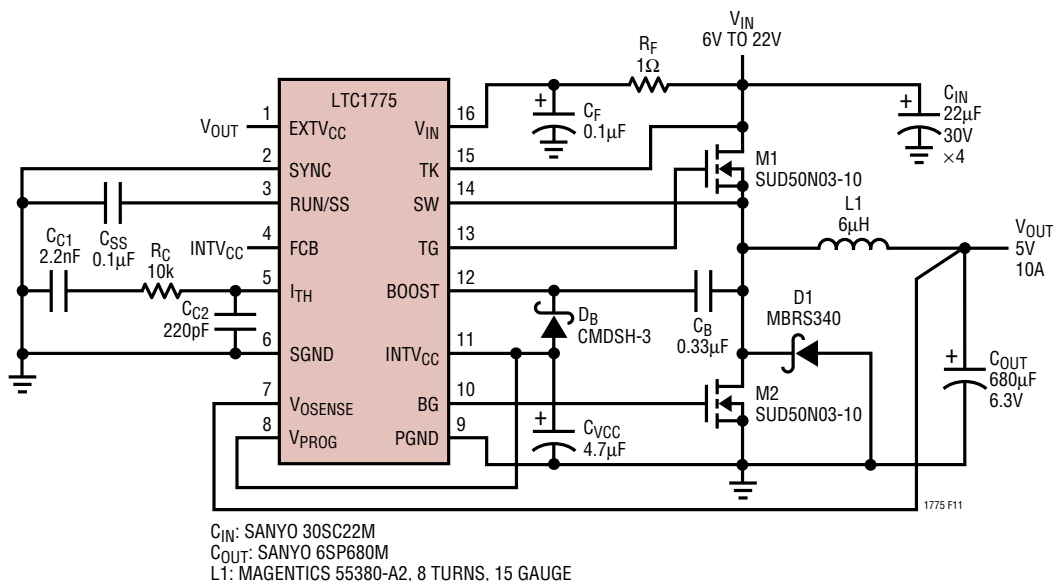 V_IN
6V TO 22V
R_F
1Ω
LTC1775
1
V_OUT
EXTV_CC
V_IN
16
+
C_F
0.1µF
+
C_IN
22µF
30V
×4
2
SYNC
TK
15
M1
SUD50N03-10
3
RUN/SS
SW
14
C_SS
0.1µF
L1
6µH
V_OUT
5V
10A
4
INTV_CC
FCB
TG
13
C_C1
2.2nF
R_C
10k
5
I_TH
BOOST
12
C_C2
220pF
D_B
CMDSH-3
C_B
0.33µF
D1
MBRS340
6
SGND
INTV_CC
11
+
C_OUT
680µF
6.3V
7
V_OSENSE
BG
10
M2
SUD50N03-10
8
V_PROG
PGND
9
+
C_VCC
4.7µF
1775 F11
C_IN: SANYO 30SC22M
C_OUT: SANYO 6SP680M
L1: MAGENTICS 55380-A2, 8 TURNS, 15 GAUGE